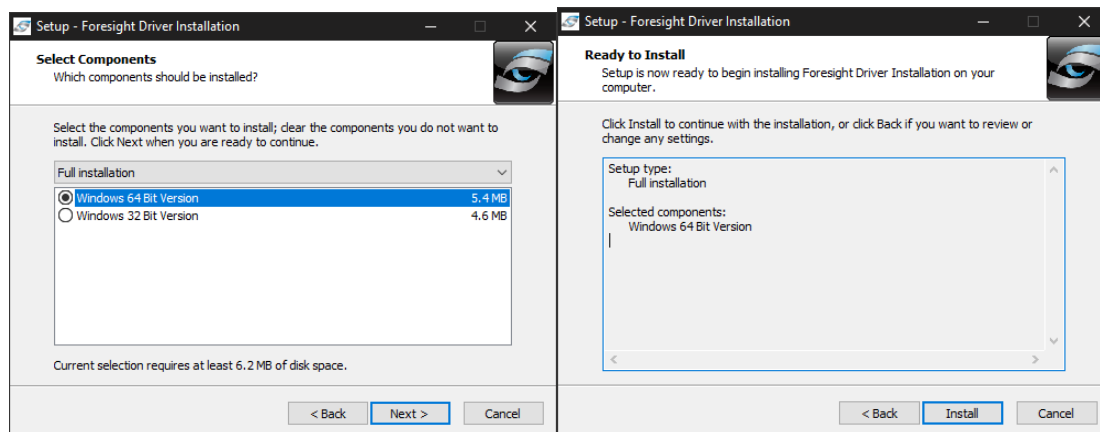 Setup - Foresight Driver Installation
Select Components
Which components should be installed?
Select the components you want to install; clear the components you do not want to
install. Click Next when you are ready to continue.
Full installation
Windows 64 Bit Version 5.4 MB
Windows 32 Bit Version 4.6 MB
Current selection requires at least 6.2 MB of disk space.
< Back Next > Cancel
Setup - Foresight Driver Installation
Ready to Install
Setup is now ready to begin installing Foresight Driver Installation on your
computer.
Click Install to continue with the installation, or click Back if you want to review or
change any settings.
Setup type:
Full installation
Selected components:
Windows 64 Bit Version
< Back Install Cancel